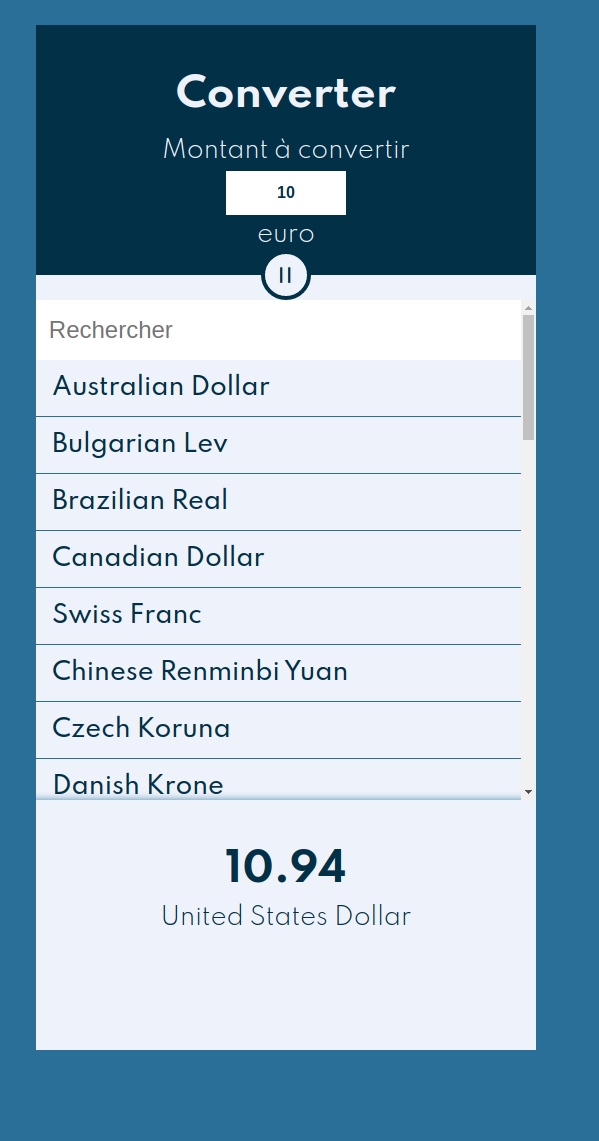 Converter
Montant à convertir
10
euro
Rechercher
Australian Dollar
Bulgarian Lev
Brazilian Real
Canadian Dollar
Swiss Franc
Chinese Renminbi Yuan
Czech Koruna
Danish Krone
10.94
United States Dollar